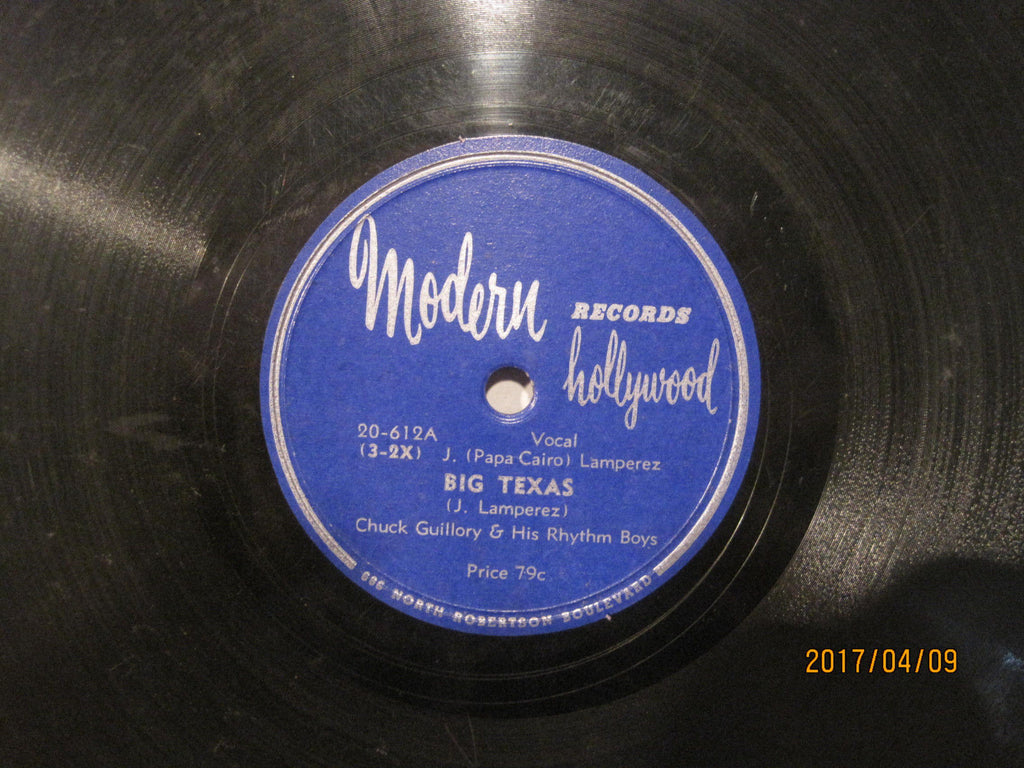 Modern
RECORDS
hollywood
20-612A
Vocal
(3-2X) J. (Papa Cairo) Lamperez
BIG TEXAS
(J. Lamperez)
Chuck Guillory & His Rhythm Boys
Price 79c
686 NORTH ROBERTSON BOULEVARD
2017/04/09